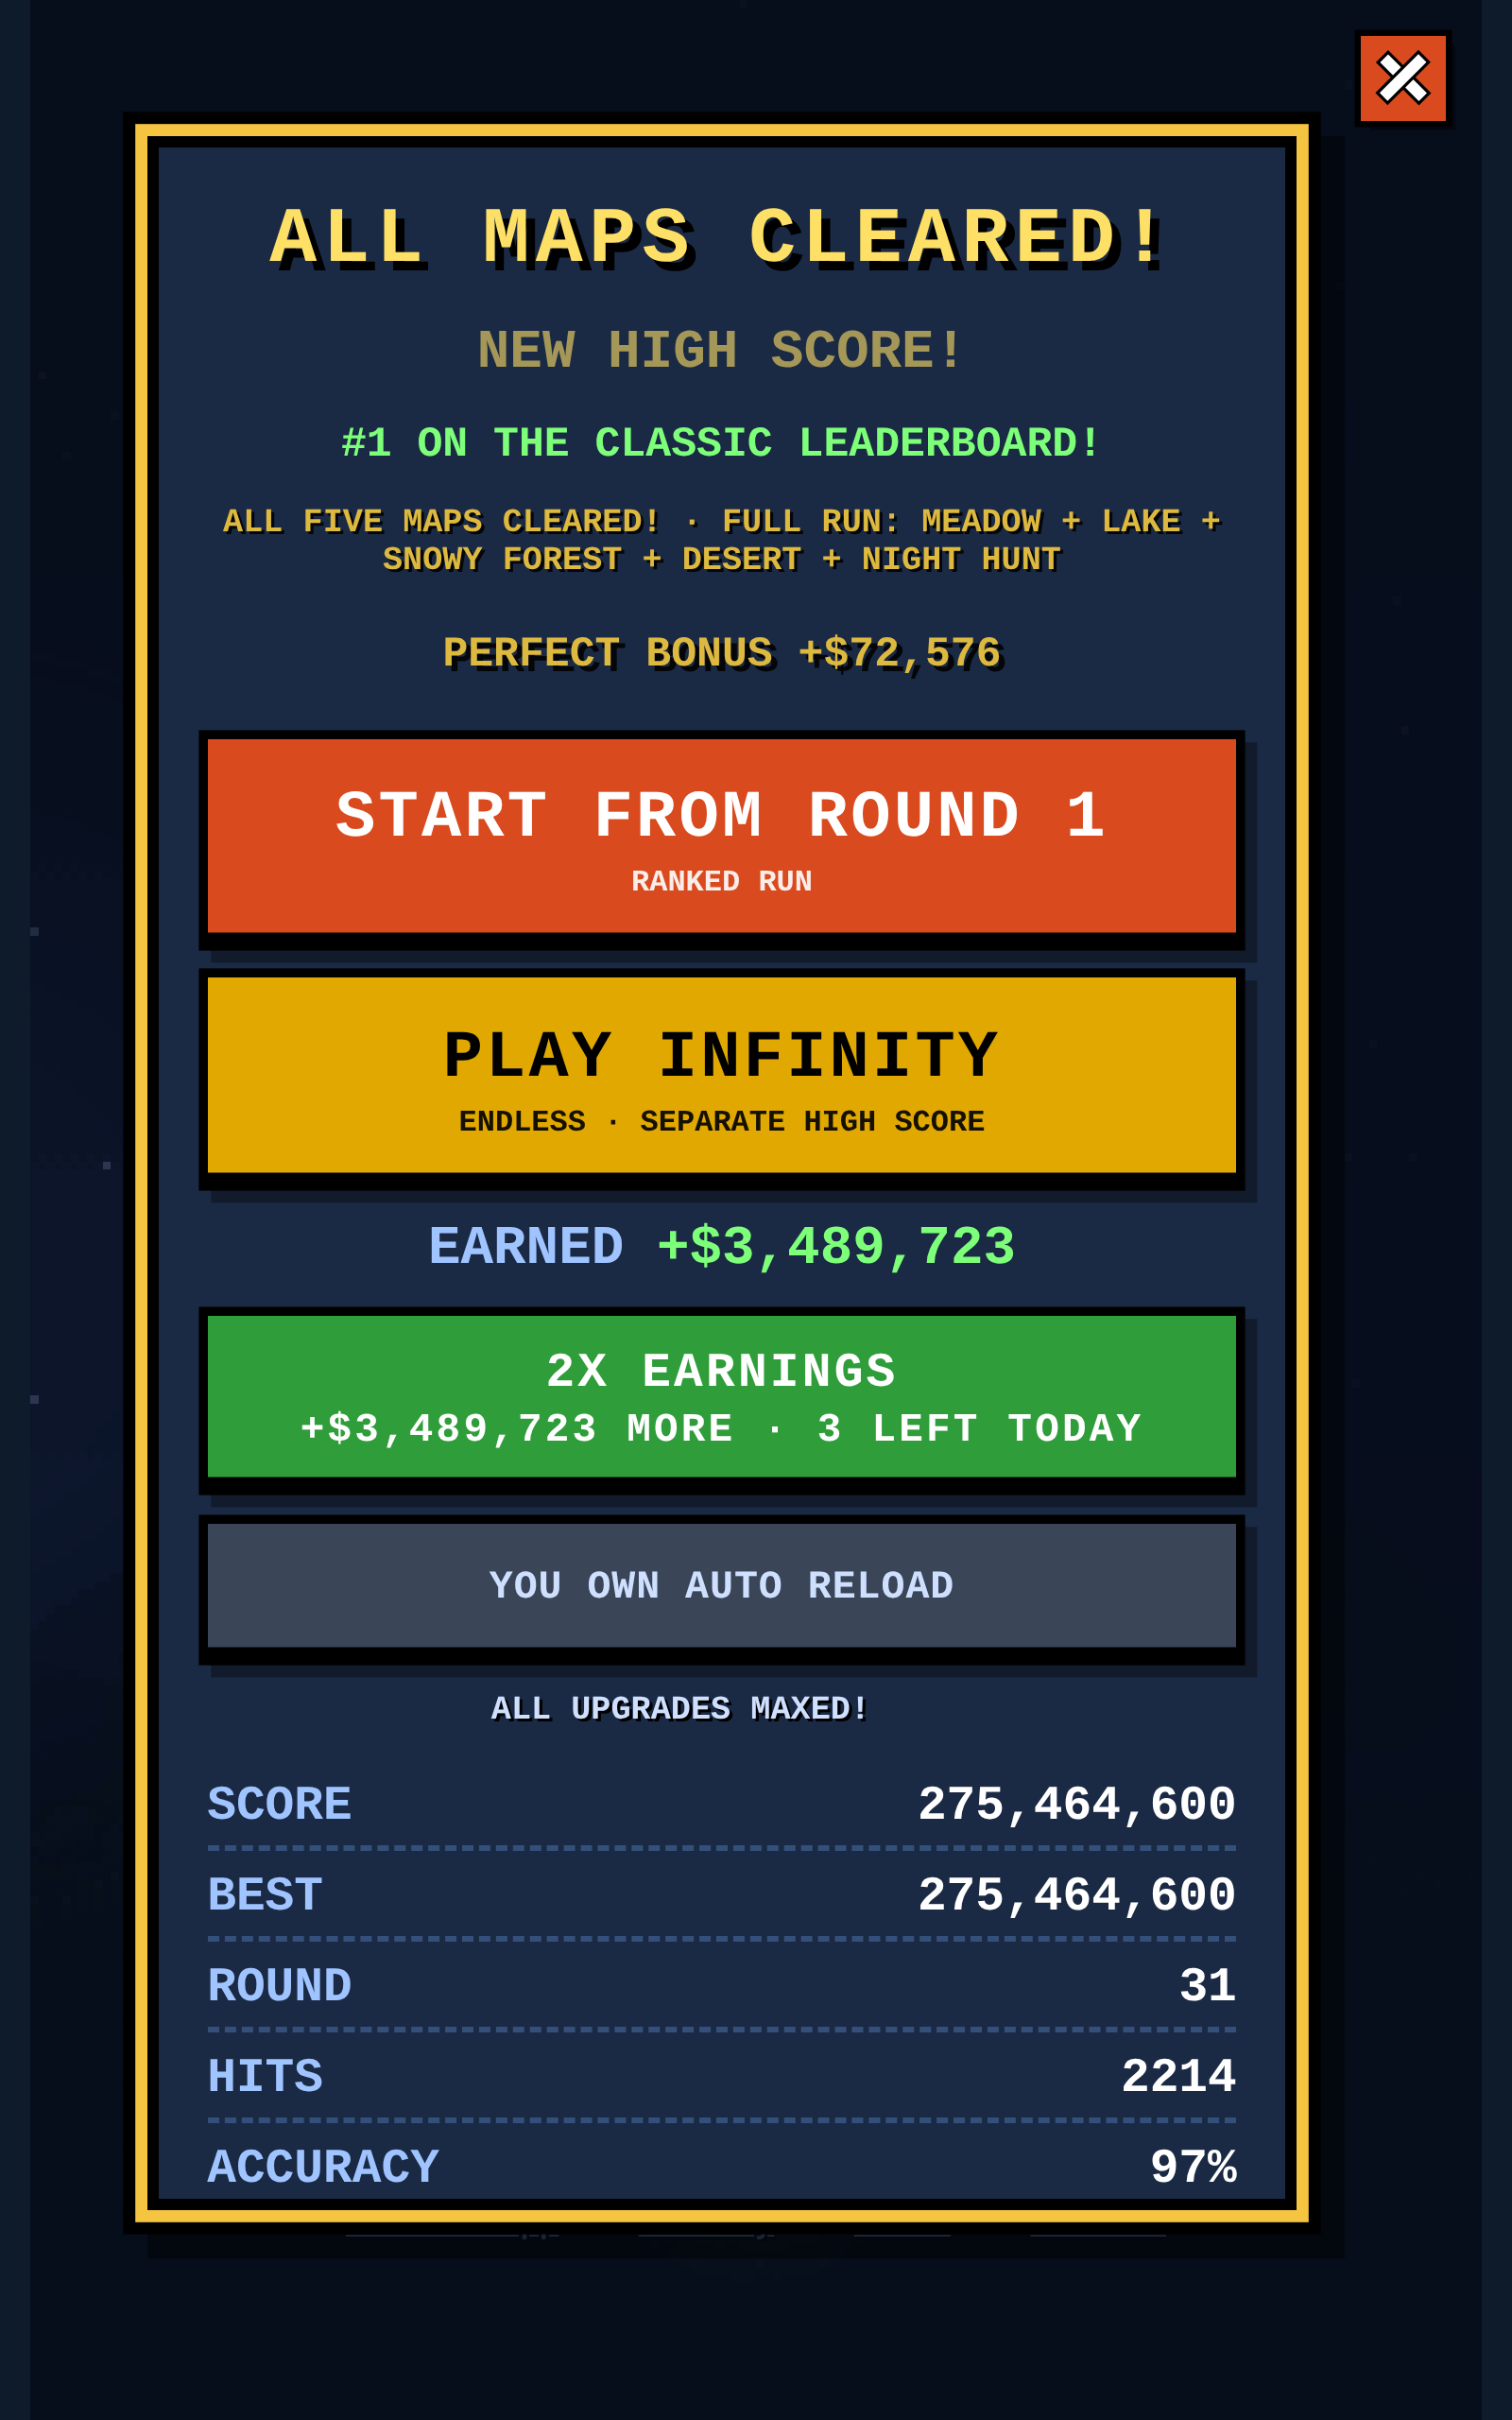 ALL MAPS CLEARED!
NEW HIGH SCORE!
#1 ON THE CLASSIC LEADERBOARD!
ALL FIVE MAPS CLEARED! · FULL RUN: MEADOW + LAKE +
SNOWY FOREST + DESERT + NIGHT HUNT
PERFECT BONUS +$72,576
START FROM ROUND 1
RANKED RUN
PLAY INFINITY
ENDLESS · SEPARATE HIGH SCORE
EARNED +$3,489,723
2X EARNINGS
+$3,489,723 MORE · 3 LEFT TODAY
YOU OWN AUTO RELOAD
ALL UPGRADES MAXED!
SCORE 275,464,600
BEST 275,464,600
ROUND 31
HITS 2214
ACCURACY 97%